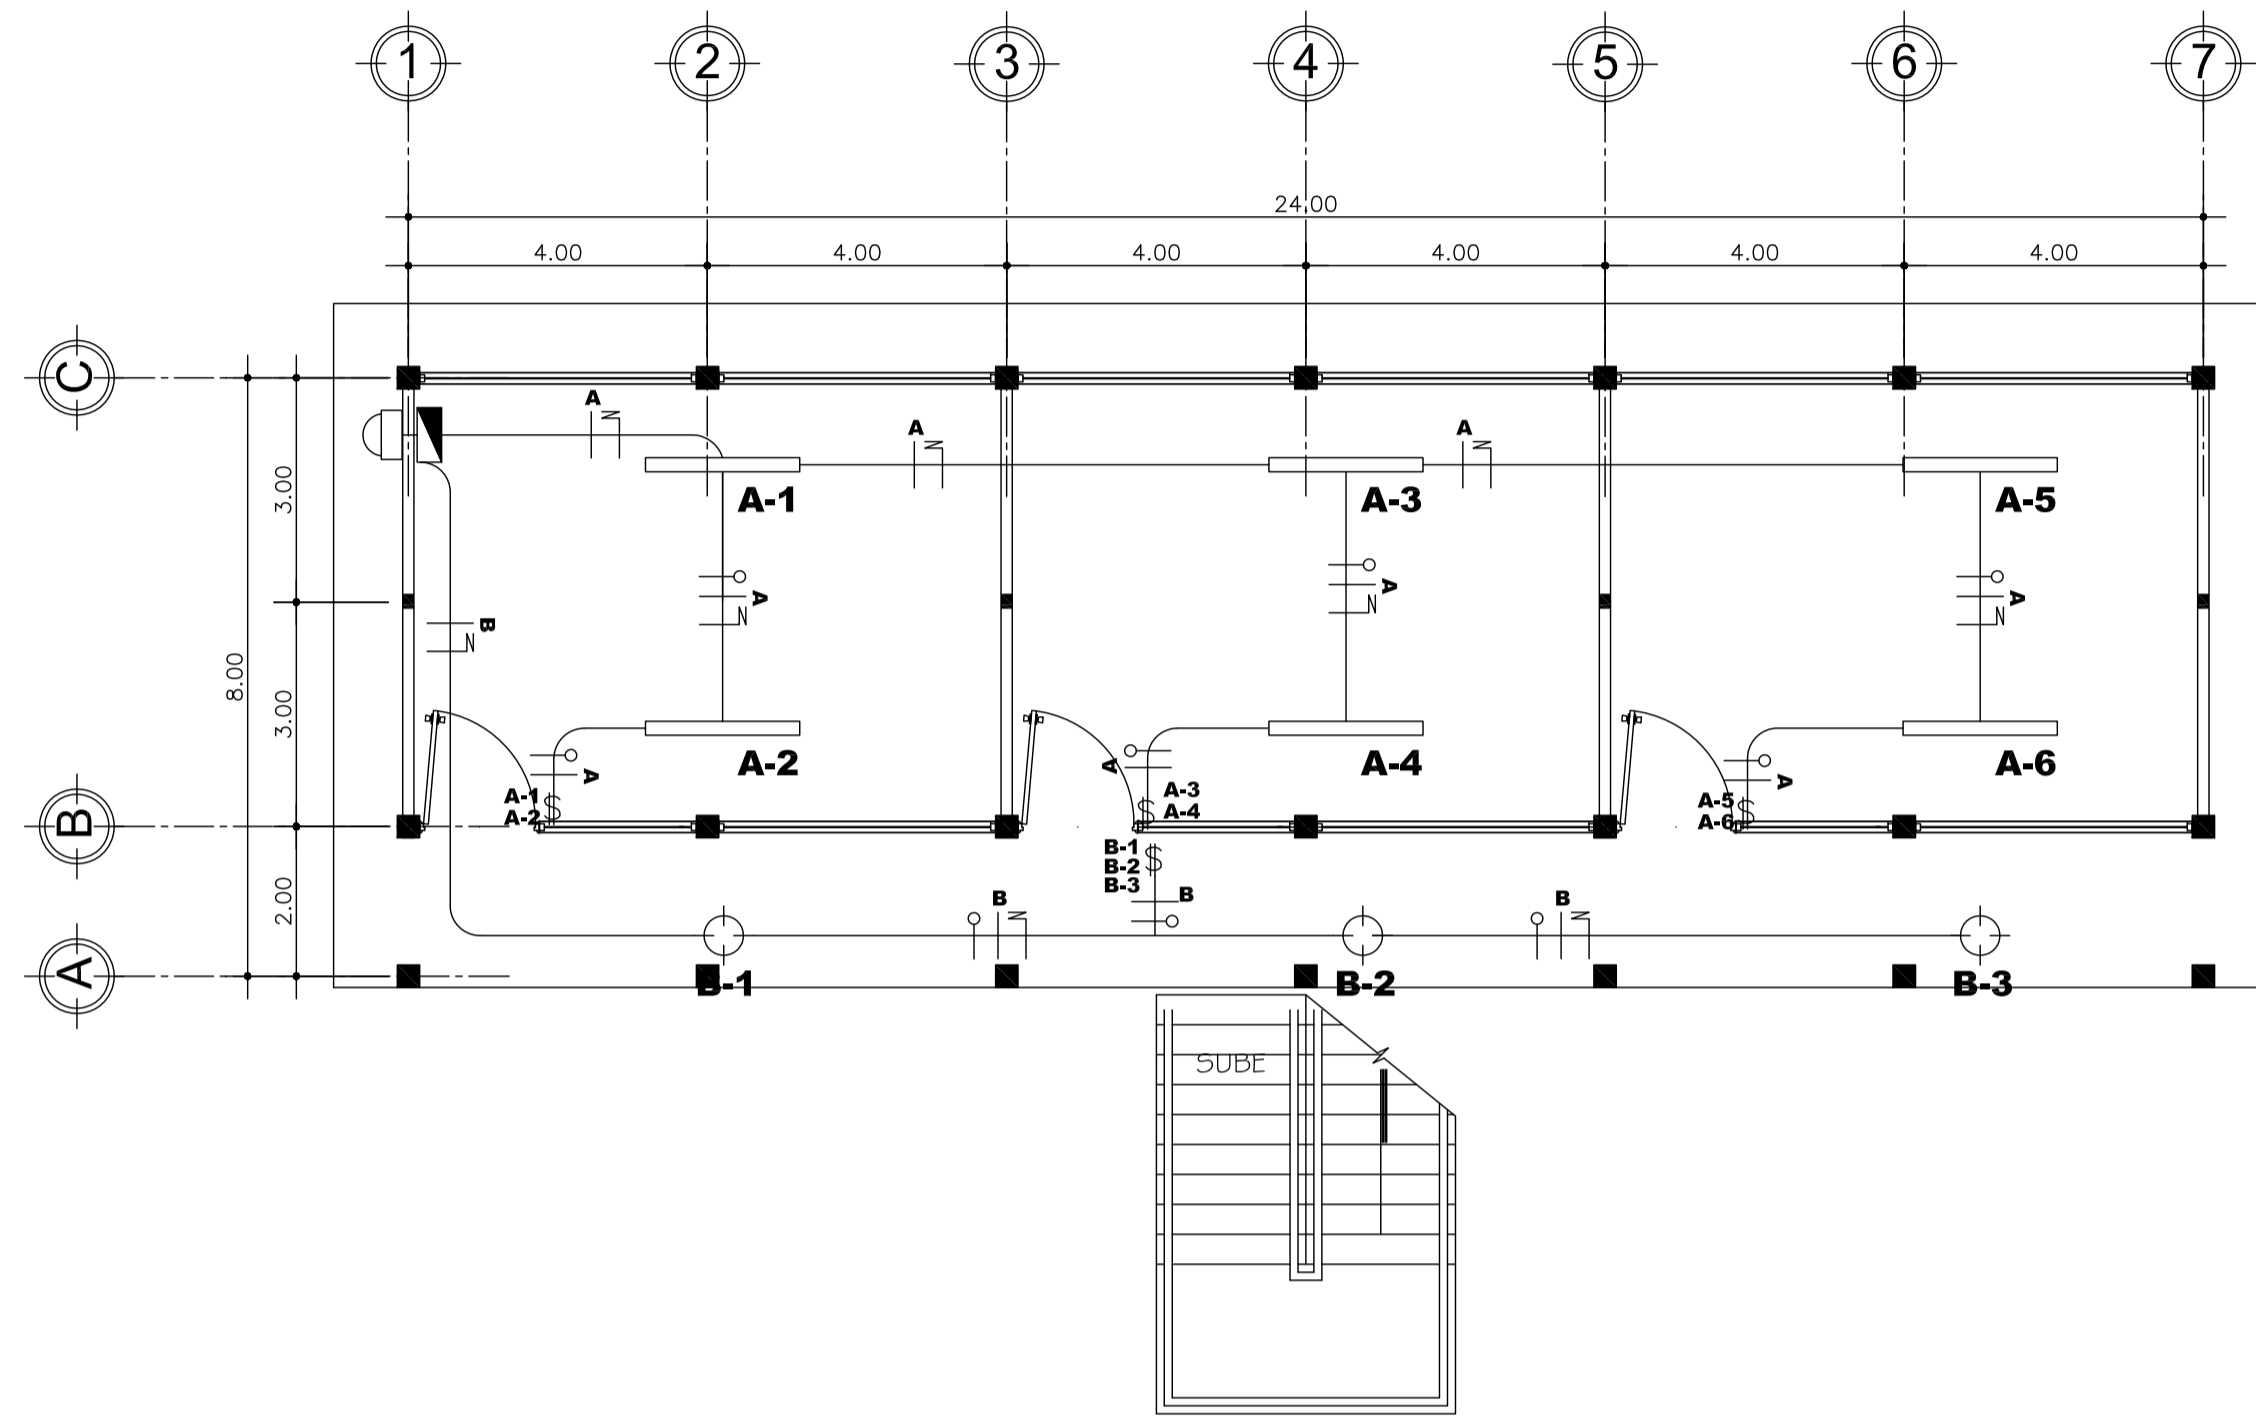 1 2 3 4 5 6 7
24.00
4.00 4.00 4.00 4.00 4.00 4.00
C
A N
A N
A N
3.00
A-1 A-3 A-5
A N
A N
A N
B N
8.00
3.00
A-2 A-4 A-6
A
A
A
A-1
A-2
A-3
A-4
A-5
A-6
B
B-1
B-2
B-3
B
2.00
B N
B N
A
B-1 B-2 B-3
SUBE